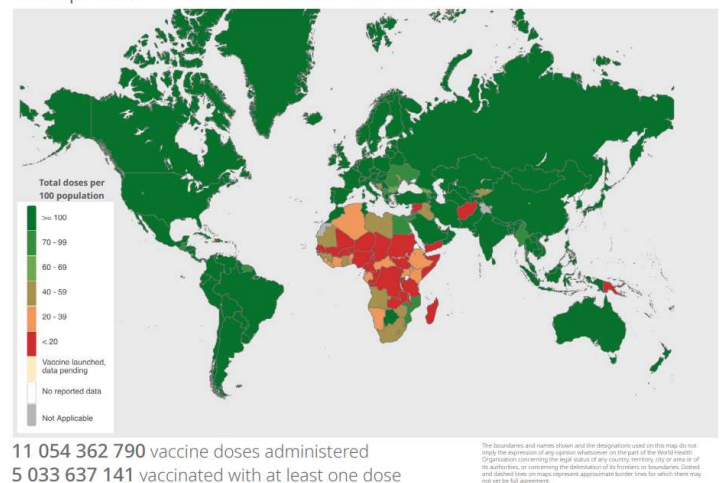 Total doses per
100 population
>= 100
70 - 99
60 - 69
40 - 59
20 - 39
< 20
Vaccine launched,
data pending
No reported data
Not Applicable
11 054 362 790 vaccine doses administered
5 033 637 141 vaccinated with at least one dose
The boundaries and names shown and the designations used on this map do not
imply the expression of any opinion whatsoever on the part of the World Health
Organization concerning the legal status of any country, territory, city or area or of
its authorities, or concerning the delimitation of its frontiers or boundaries. Dotted
and dashed lines on maps represent approximate border lines for which there may
not yet be full agreement.